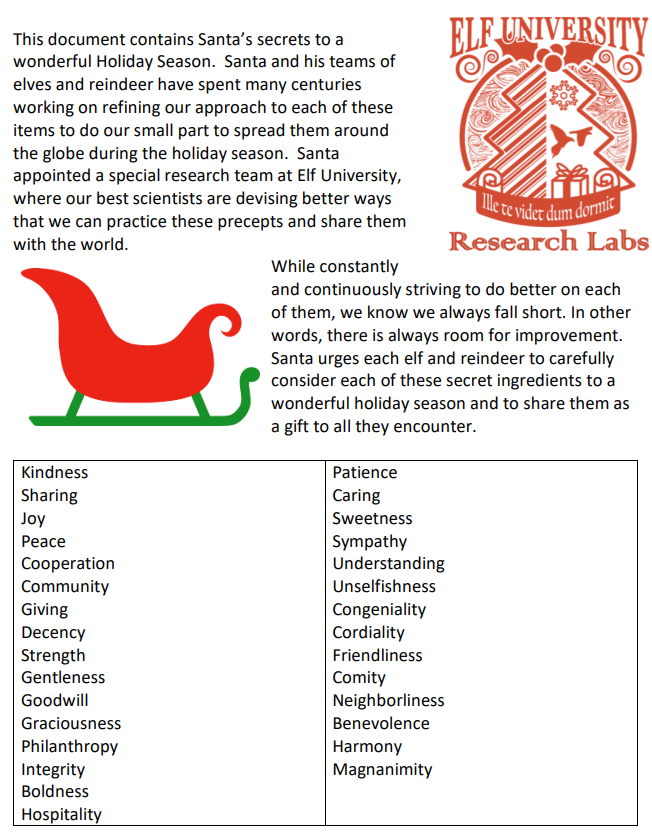 This document contains Santa’s secrets to a
wonderful Holiday Season.  Santa and his teams of
elves and reindeer have spent many centuries
working on refining our approach to each of these
items to do our small part to spread them around
the globe during the holiday season.  Santa
appointed a special research team at Elf University,
where our best scientists are devising better ways
that we can practice these precepts and share them
with the world.
ELF UNIVERSITY
Ille te videt dum dormit
Research Labs
While constantly
and continuously striving to do better on each
of them, we know we always fall short. In other
words, there is always room for improvement.
Santa urges each elf and reindeer to carefully
consider each of these secret ingredients to a
wonderful holiday season and to share them as
a gift to all they encounter.
Kindness
Sharing
Joy
Peace
Cooperation
Community
Giving
Decency
Strength
Gentleness
Goodwill
Graciousness
Philanthropy
Integrity
Boldness
Hospitality
Patience
Caring
Sweetness
Sympathy
Understanding
Unselfishness
Congeniality
Cordiality
Friendliness
Comity
Neighborliness
Benevolence
Harmony
Magnanimity